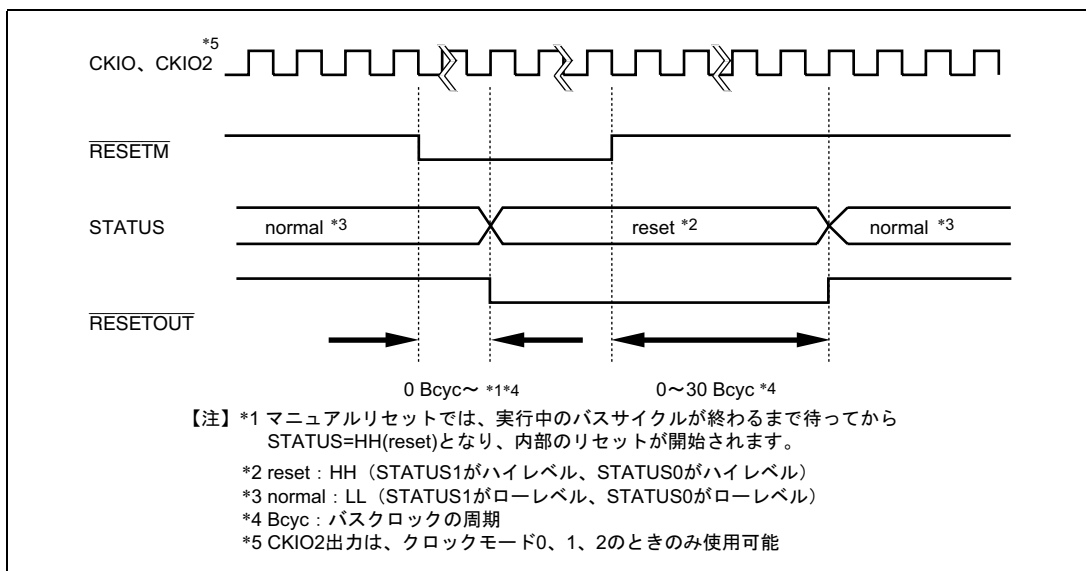 *5
CKIO、CKIO2
RESETM
STATUS
normal *3
reset *2
normal *3
RESETOUT
0 Bcyc～ *1*4
0～30 Bcyc *4
【注】 *1 マニュアルリセットでは、実行中のバスサイクルが終わるまで待ってから
STATUS=HH(reset)となり、内部のリセットが開始されます。
*2 reset : HH（STATUS1がハイレベル、STATUS0がハイレベル）
*3 normal : LL（STATUS1がローレベル、STATUS0がローレベル）
*4 Bcyc : バスクロックの周期
*5 CKIO2出力は、クロックモード0、1、2のときのみ使用可能